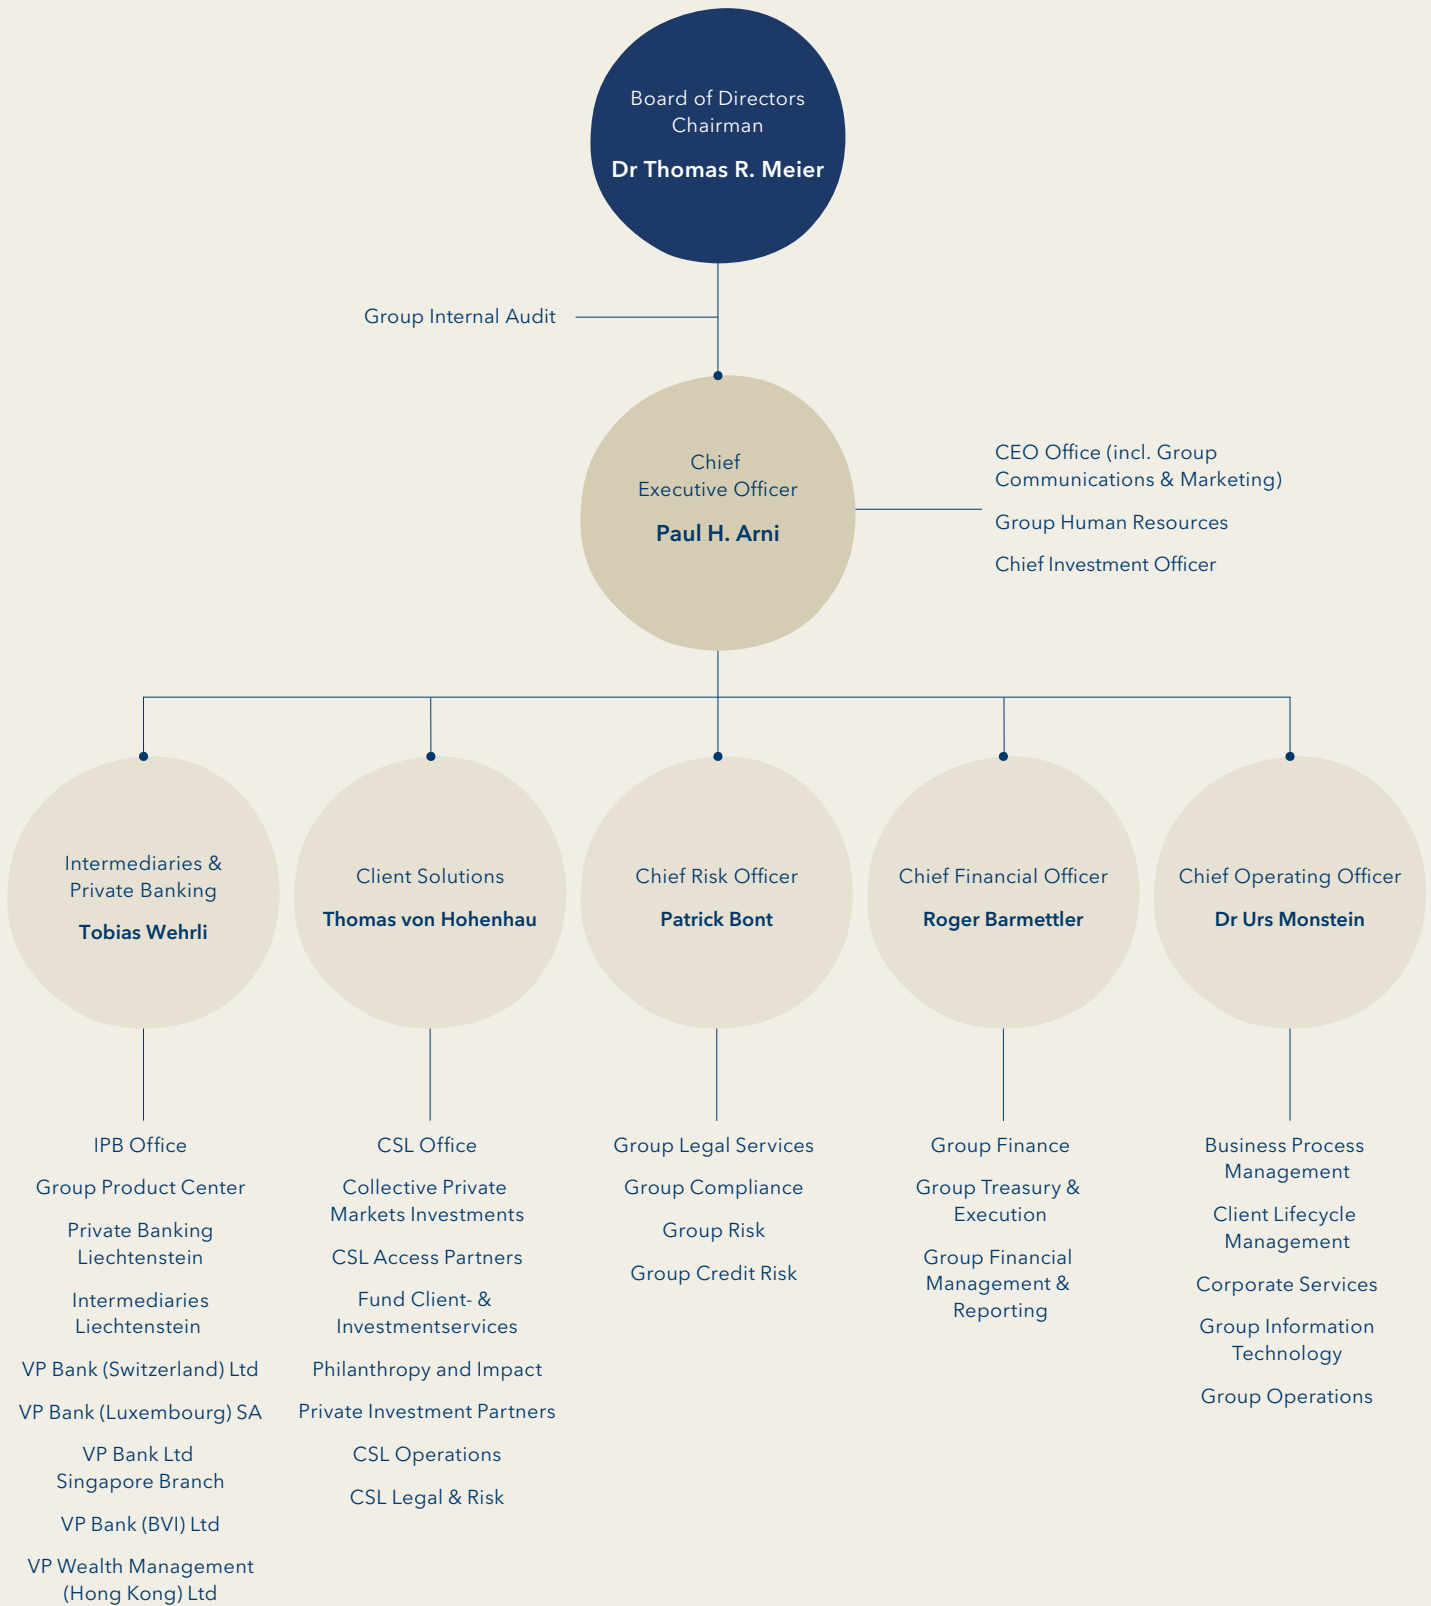 Board of Directors
Chairman
Dr Thomas R. Meier
Group Internal Audit
Chief
Executive Officer
Paul H. Arni
CEO Office (incl. Group
Communications & Marketing)
Group Human Resources
Chief Investment Officer
Intermediaries &
Private Banking
Tobias Wehrli
Client Solutions
Thomas von Hohenhau
Chief Risk Officer
Patrick Bont
Chief Financial Officer
Roger Barmettler
Chief Operating Officer
Dr Urs Monstein
IPB Office
Group Product Center
Private Banking
Liechtenstein
Intermediaries
Liechtenstein
VP Bank (Switzerland) Ltd
VP Bank (Luxembourg) SA
VP Bank Ltd
Singapore Branch
VP Bank (BVI) Ltd
VP Wealth Management
(Hong Kong) Ltd
CSL Office
Collective Private
Markets Investments
CSL Access Partners
Fund Client- &
Investmentservices
Philanthropy and Impact
Private Investment Partners
CSL Operations
CSL Legal & Risk
Group Legal Services
Group Compliance
Group Risk
Group Credit Risk
Group Finance
Group Treasury &
Execution
Group Financial
Management &
Reporting
Business Process
Management
Client Lifecycle
Management
Corporate Services
Group Information
Technology
Group Operations